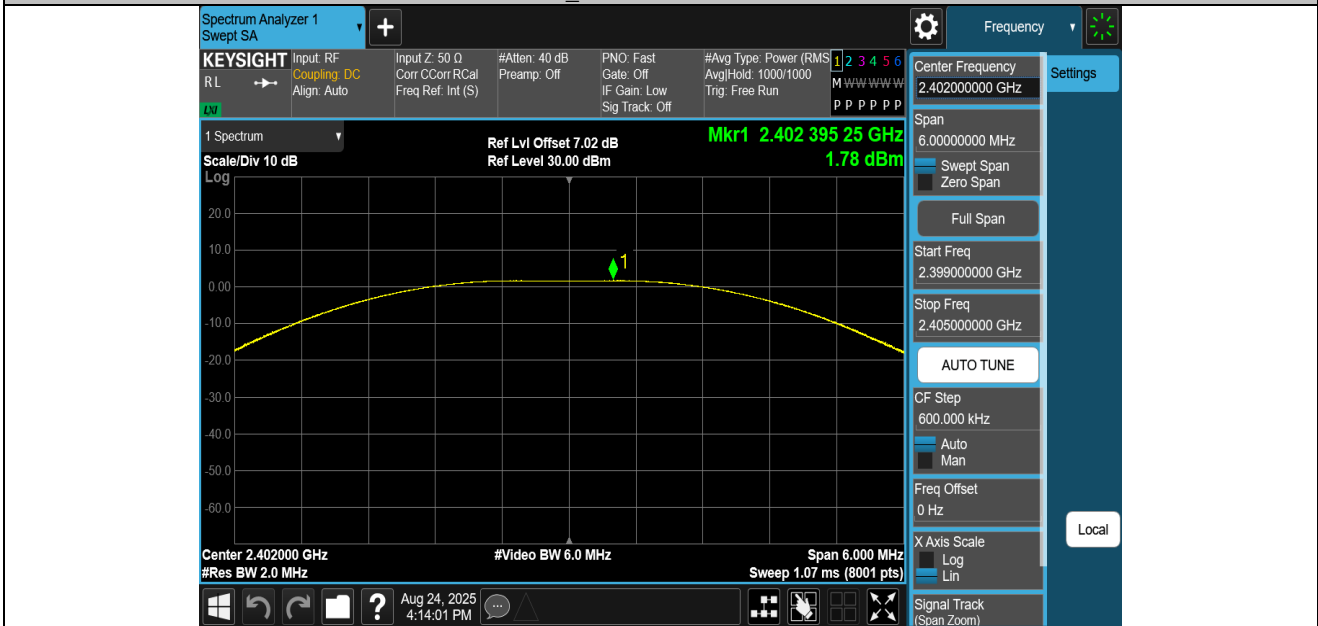 Spectrum Analyzer 1
Swept SA
+
Frequency
KEYSIGHT
R L
LXI
Input: RF
Coupling: DC
Align: Auto
Input Z: 50 Ω
Corr CCorr RCal
Freq Ref: Int (S)
#Atten: 40 dB
Preamp: Off
PNO: Fast
Gate: Off
IF Gain: Low
Sig Track: Off
#Avg Type: Power (RMS
Avg|Hold: 1000/1000
Trig: Free Run
1 2 3 4 5 6
M W W W W W
P P P P P P
1 Spectrum
Scale/Div 10 dB
Log
Ref Lvl Offset 7.02 dB
Ref Level 30.00 dBm
Mkr1 2.402 395 25 GHz
1.78 dBm
20.0
10.0
0.00
-10.0
-20.0
-30.0
-40.0
-50.0
-60.0
1
Center 2.402000 GHz
#Res BW 2.0 MHz
#Video BW 6.0 MHz
Span 6.000 MHz
Sweep 1.07 ms (8001 pts)
Center Frequency
2.402000000 GHz
Span
6.00000000 MHz
Swept Span
Zero Span
Full Span
Start Freq
2.399000000 GHz
Stop Freq
2.405000000 GHz
AUTO TUNE
CF Step
600.000 kHz
Auto
Man
Freq Offset
0 Hz
X Axis Scale
Log
Lin
Signal Track
(Span Zoom)
Settings
Local
?
Aug 24, 2025
4:14:01 PM